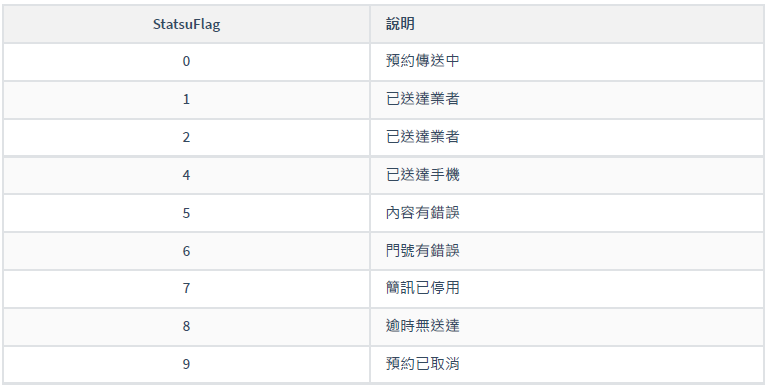 StatsuFlag 說明
0 預約傳送中
1 已送達業者
2 已送達業者
4 已送達手機
5 內容有錯誤
6 門號有錯誤
7 簡訊已停用
8 逾時無送達
9 預約已取消